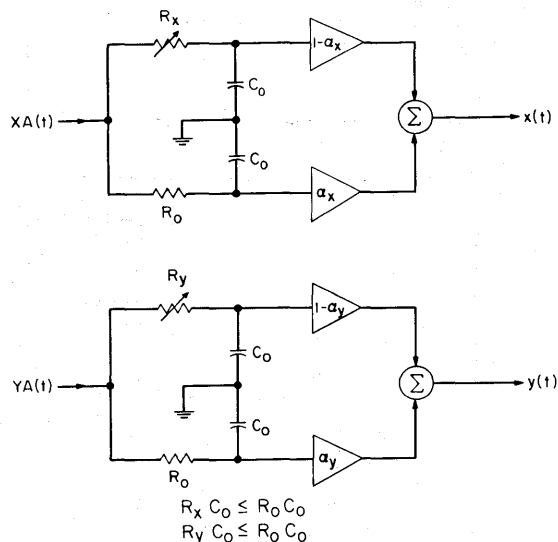 Rx
1-αx
C₀
XA(t)
Σ
x(t)
C₀
R₀
αx
Ry
1-αy
C₀
YA(t)
Σ
y(t)
C₀
R₀
αy
Rx C₀ ≤ R₀ C₀
Ry C₀ ≤ R₀ C₀